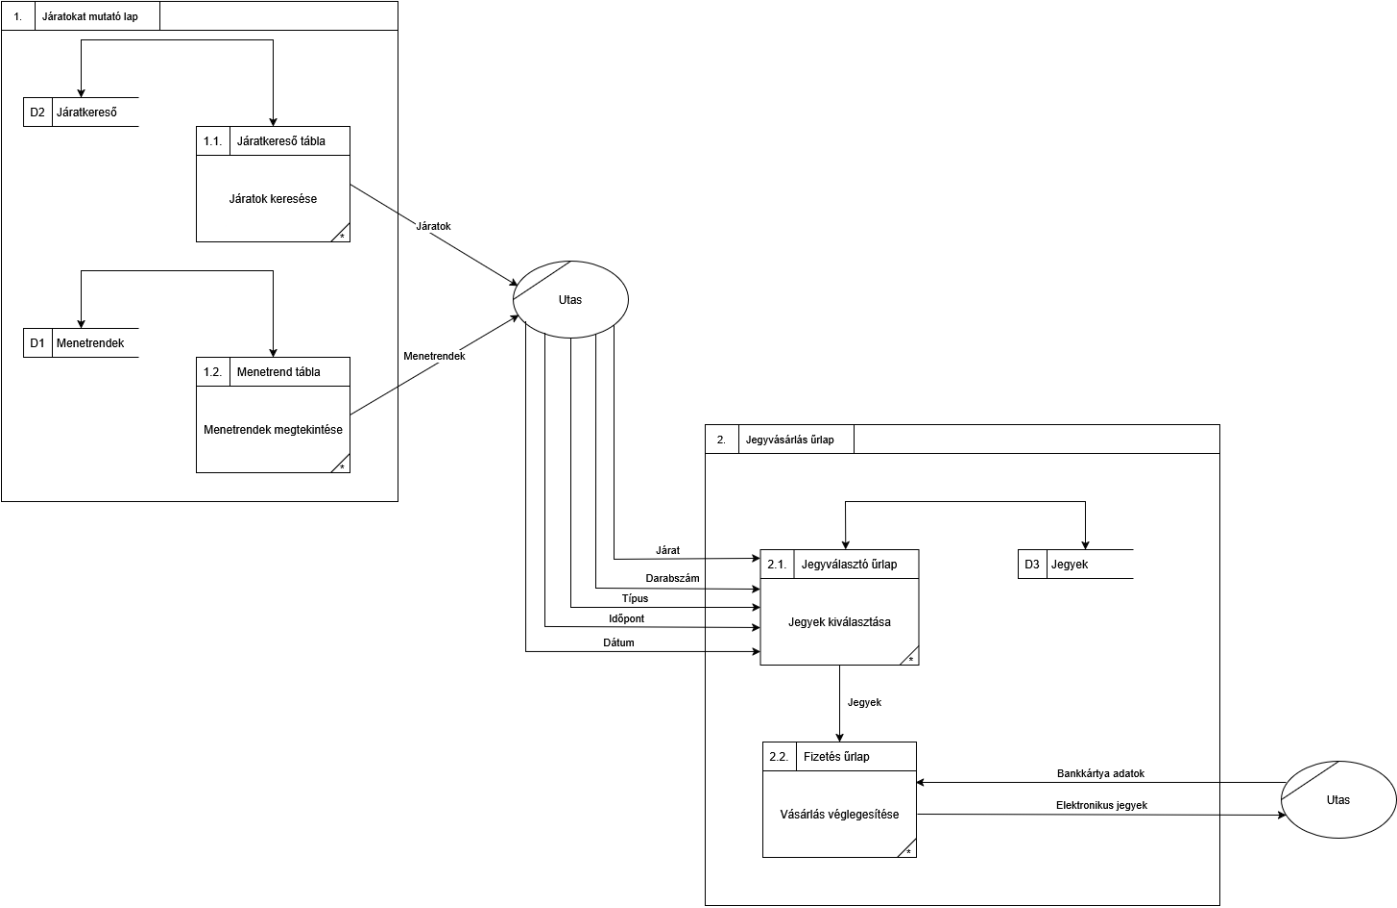 1. Járatokat mutató lap
D2 Járatkereső
1.1. Járatkereső tábla
Járatok keresése
*
Járatok
Utas
D1 Menetrendek
Menetrendek
1.2. Menetrend tábla
Menetrendek megtekintése
*
2. Jegyvásárlás űrlap
Járat
2.1. Jegyválasztó űrlap
D3 Jegyek
Darabszám
Típus
Időpont
Jegyek kiválasztása
Dátum
*
Jegyek
2.2. Fizetés űrlap
Bankkártya adatok
Utas
Elektronikus jegyek
Vásárlás véglegesítése
*